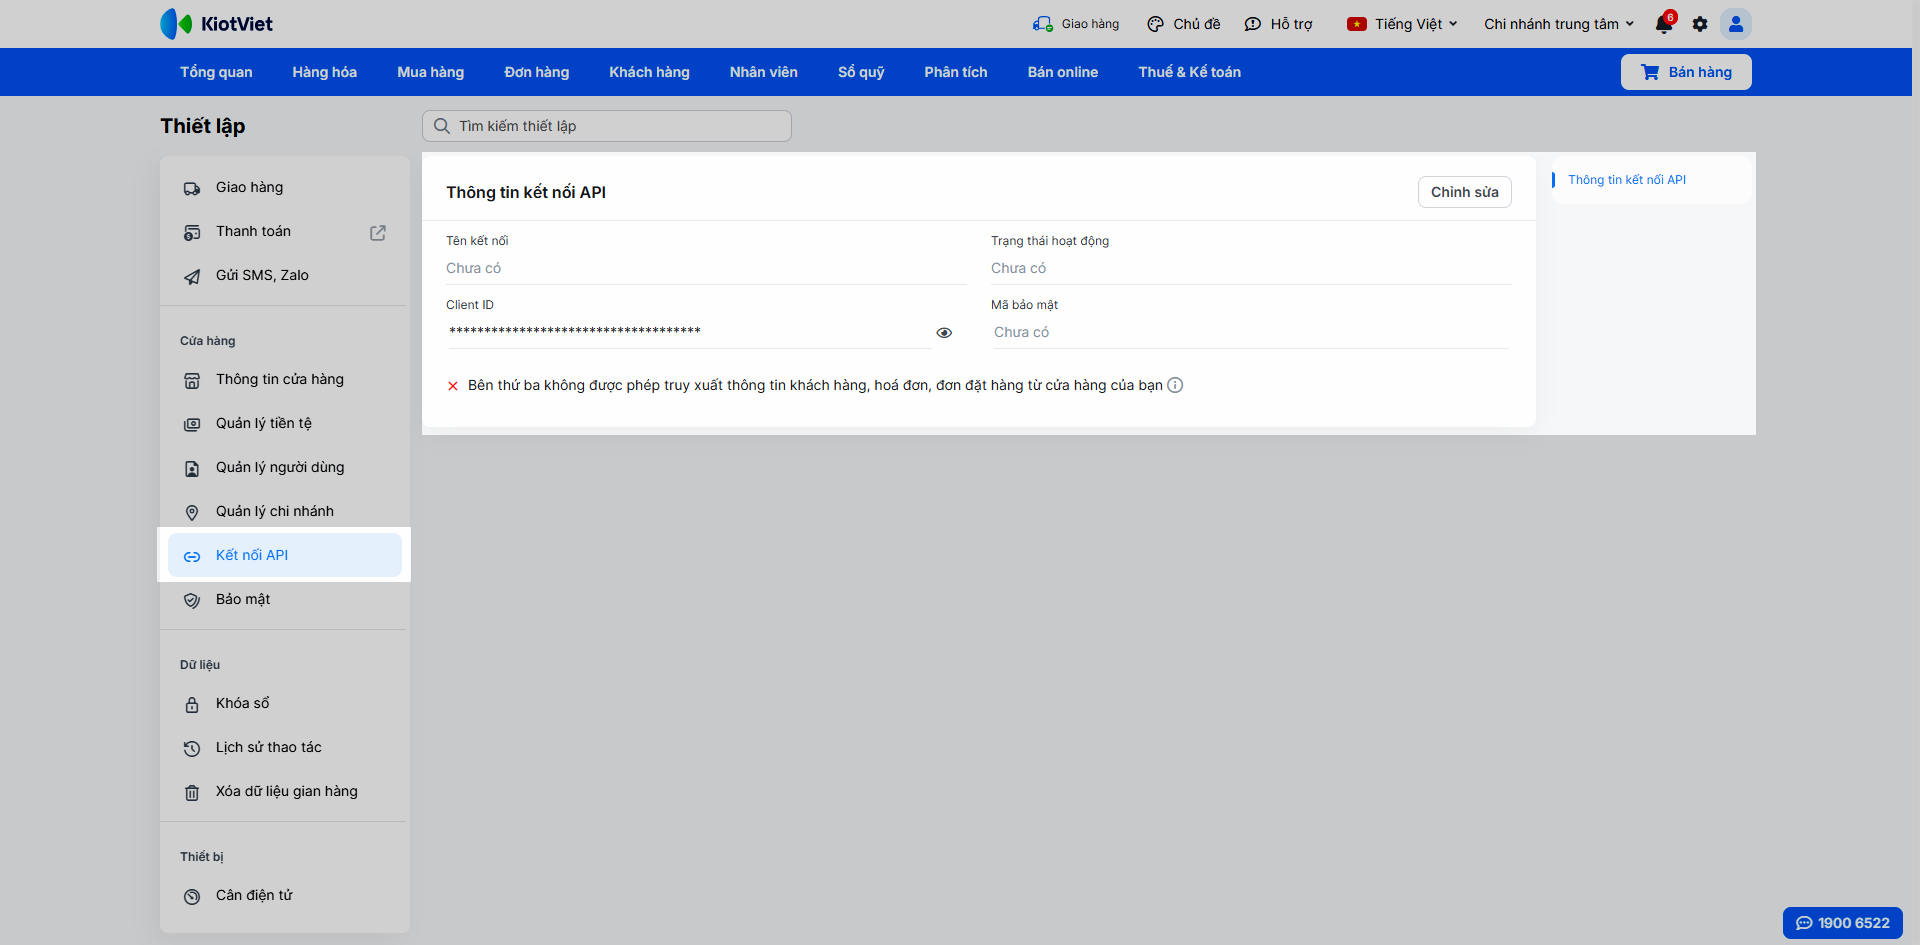 KiotViet
Giao hàng
Chủ đề
Hỗ trợ
Tiếng Việt
Chi nhánh trung tâm
6
Tổng quan
Hàng hóa
Mua hàng
Đơn hàng
Khách hàng
Nhân viên
Sổ quỹ
Phân tích
Bán online
Thuế & Kế toán
Bán hàng
Thiết lập
Tìm kiếm thiết lập
Giao hàng
Thanh toán
Gửi SMS, Zalo
Cửa hàng
Thông tin cửa hàng
Quản lý tiền tệ
Quản lý người dùng
Quản lý chi nhánh
Kết nối API
Bảo mật
Dữ liệu
Khóa sổ
Lịch sử thao tác
Xóa dữ liệu gian hàng
Thiết bị
Cân điện tử
Thông tin kết nối API
Chỉnh sửa
Tên kết nối
Chưa có
Trạng thái hoạt động
Chưa có
Client ID
************************************
Mã bảo mật
Chưa có
Bên thứ ba không được phép truy xuất thông tin khách hàng, hoá đơn, đơn đặt hàng từ cửa hàng của bạn
Thông tin kết nối API
1900 6522